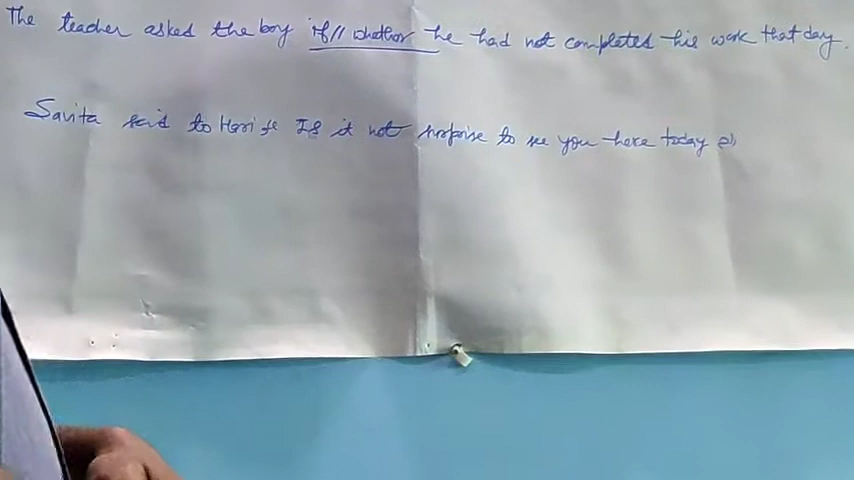 The teacher asked the boy if// whether he had not completed his work that day.
Savita said to Harish Is it not surprise to see you here today